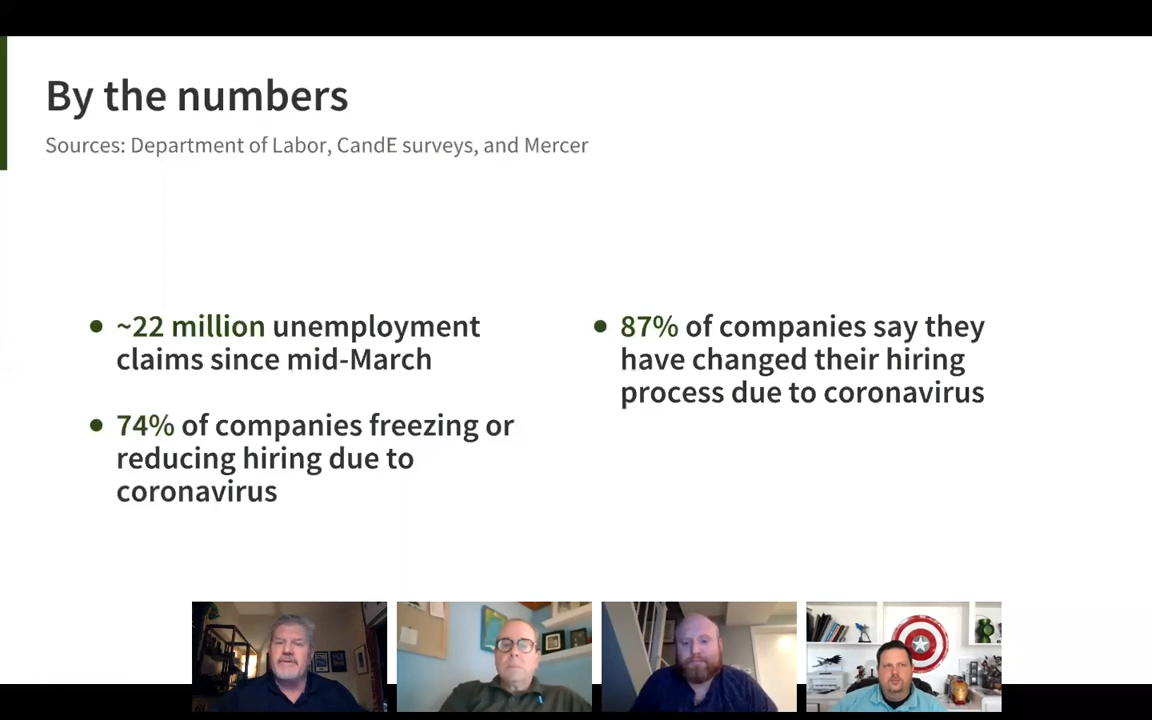 By the numbers
Sources: Department of Labor, CandE surveys, and Mercer
~22 million unemployment
claims since mid-March
74% of companies freezing or
reducing hiring due to
coronavirus
87% of companies say they
have changed their hiring
process due to coronavirus